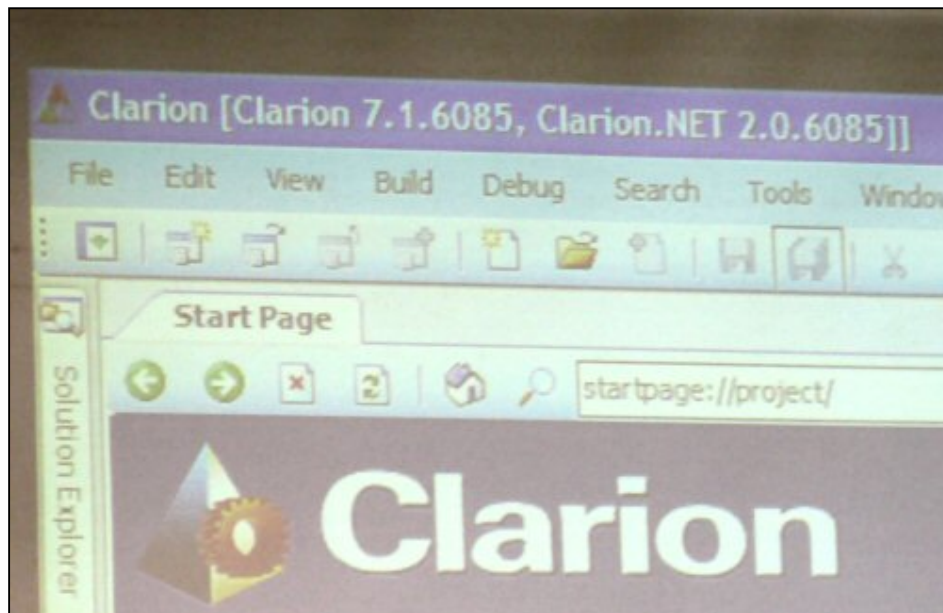 Clarion [Clarion 7.1.6085, Clarion.NET 2.0.6085]]
File Edit View Build Debug Search Tools Window
Start Page
startpage://project/
Solution Explorer
Clarion